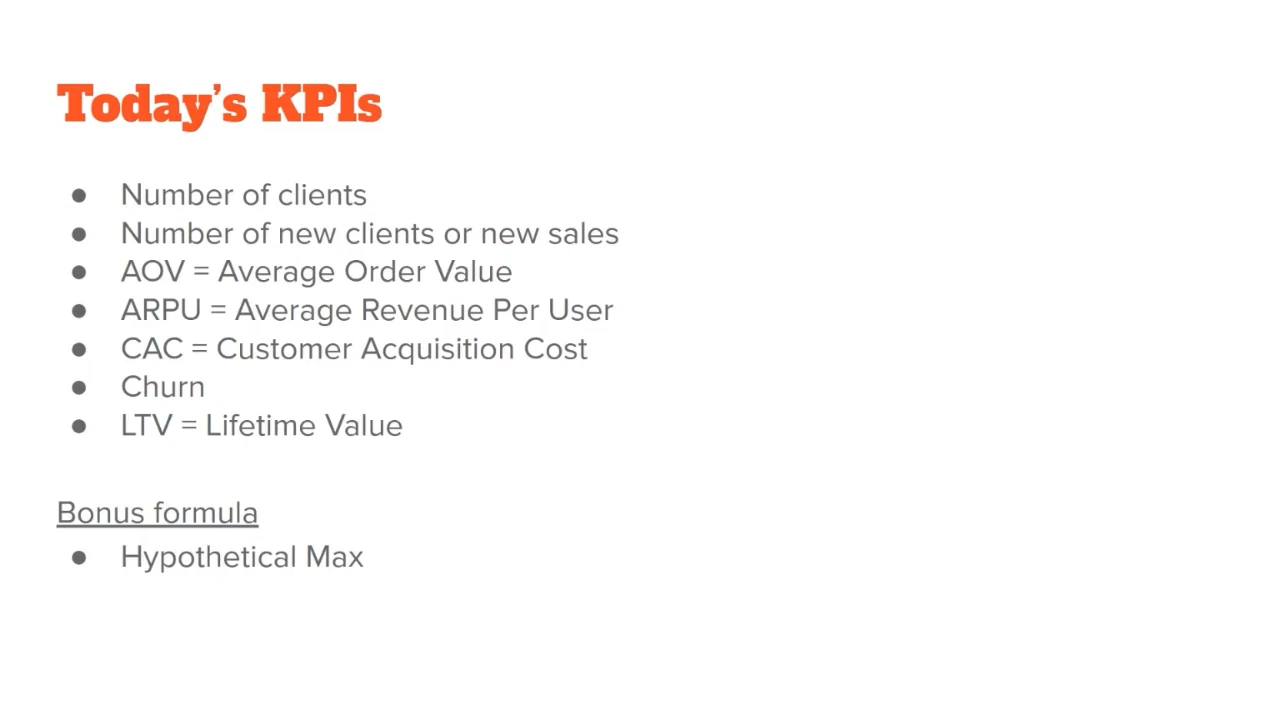 Today’s KPIs
● Number of clients
● Number of new clients or new sales
● AOV = Average Order Value
● ARPU = Average Revenue Per User
● CAC = Customer Acquisition Cost
● Churn
● LTV = Lifetime Value
Bonus formula
● Hypothetical Max